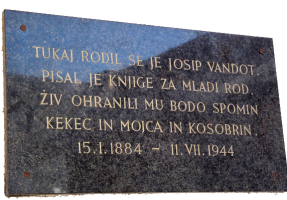 TUKAJ RODIL SE JE JOSIP VANDOT.
PISAL JE KNJIGE ZA MLADI ROD.
ŽIV OHRANILI MU BODO SPOMIN
KEKEC IN MOJCA IN KOSOBRIN.
15.I.1884 – 11.VII.1944